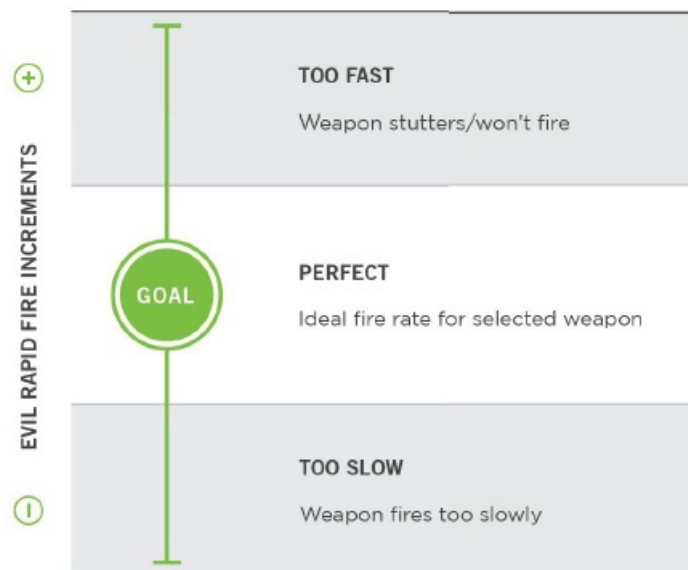 EVIL RAPID FIRE INCREMENTS
+
TOO FAST
Weapon stutters/won't fire
GOAL
PERFECT
Ideal fire rate for selected weapon
TOO SLOW
Weapon fires too slowly